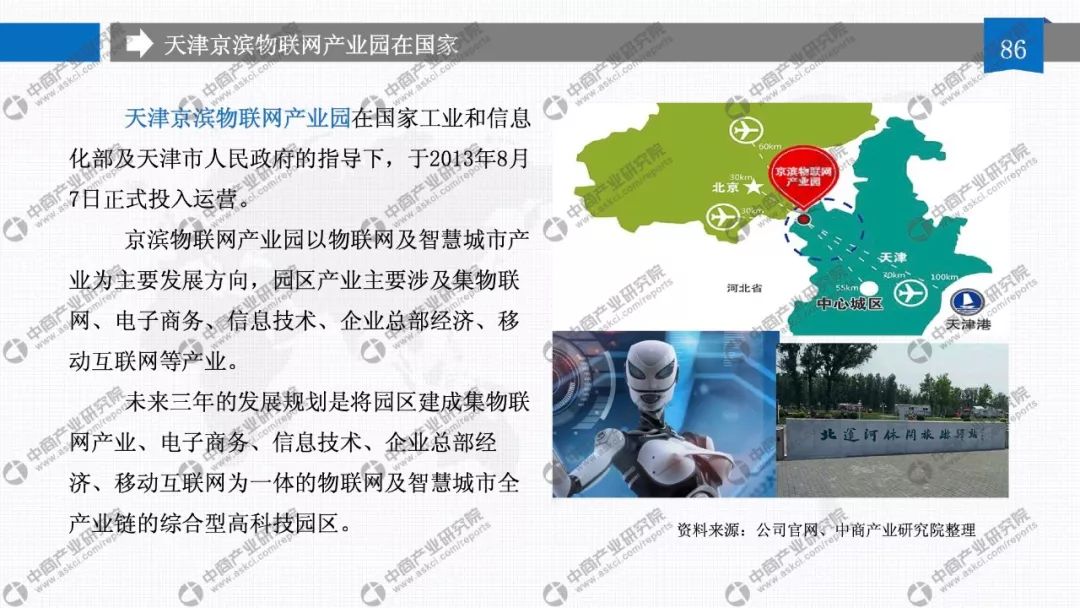 天津京滨物联网产业园在国家
86
天津京滨物联网产业园在国家工业和信息
化部及天津市人民政府的指导下，于2013年8月
7日正式投入运营。
京滨物联网产业园以物联网及智慧城市产
业为主要发展方向，园区产业主要涉及集物联
网、电子商务、信息技术、企业总部经济、移
动互联网等产业。
未来三年的发展规划是将园区建成集物联
网产业、电子商务、信息技术、企业总部经
济、移动互联网为一体的物联网及智慧城市全
产业链的综合型高科技园区。
60km
京滨物联网
产业园
30km
北京
30km
天津
70km
100km
55km
河北省
中心城区
天津港
北运河休闲旅游驿站
资料来源：公司官网、中商产业研究院整理
中商产业研究院
www.askci.com/reports